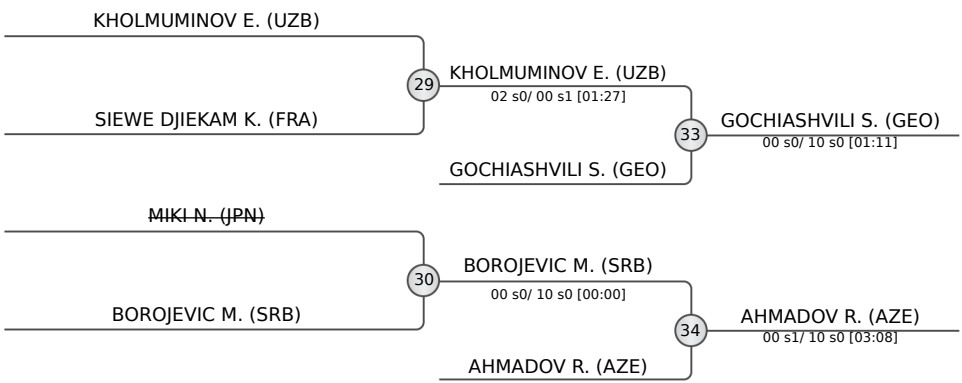 KHOLMUMINOV E. (UZB)
29
KHOLMUMINOV E. (UZB)
02 s0/ 00 s1 [01:27]
SIEWE DJIEKAM K. (FRA)
33
GOCHIASHVILI S. (GEO)
00 s0/ 10 s0 [01:11]
GOCHIASHVILI S. (GEO)
MIKI N. (JPN)
30
BOROJEVIC M. (SRB)
00 s0/ 10 s0 [00:00]
BOROJEVIC M. (SRB)
34
AHMADOV R. (AZE)
00 s1/ 10 s0 [03:08]
AHMADOV R. (AZE)